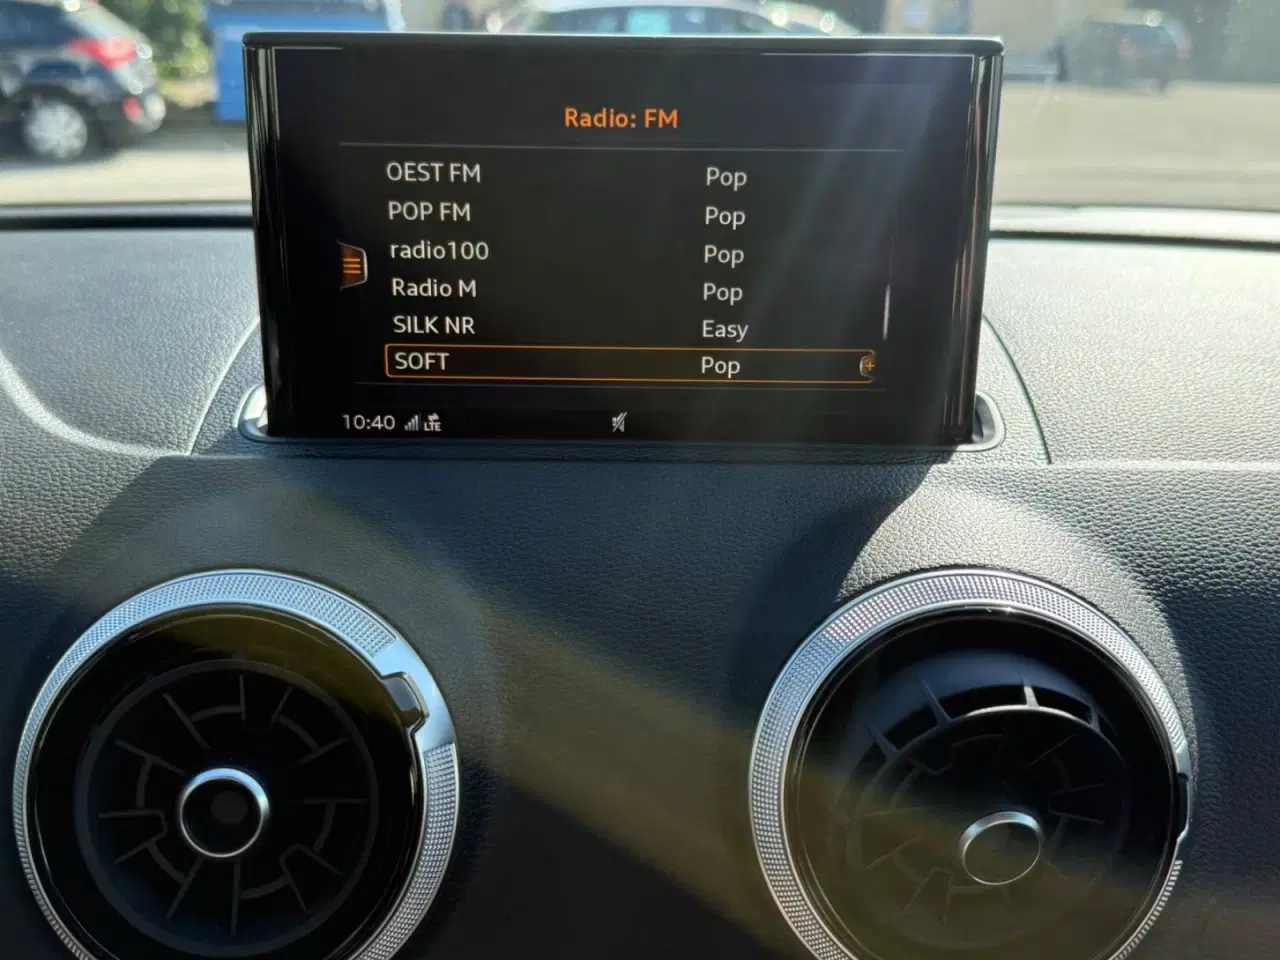 Radio: FM
OEST FM Pop
POP FM Pop
radio100 Pop
Radio M Pop
SILK NR Easy
SOFT Pop
10:40 LTE